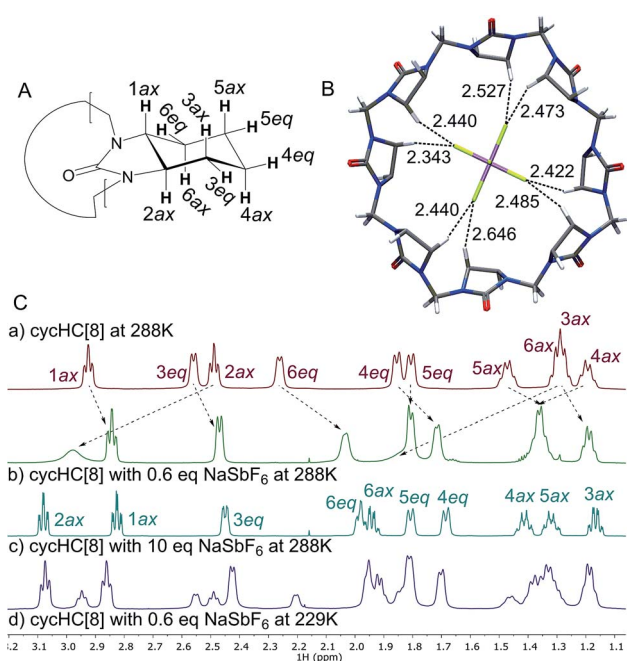 A
1ax
H
6eq
H
3ax
H
5ax
H
H 5eq
H 4eq
N
O
N
H
2ax
H
6ax
H
3eq
H
4ax
B
2.527
2.473
2.440
2.343
2.422
2.485
2.440
2.646
C
a) cycHC[8] at 288K
1ax
3eq
2ax
6eq
4eq
5eq
5ax
6ax
3ax
4ax
b) cycHC[8] with 0.6 eq NaSbF6 at 288K
2ax
1ax
3eq
6eq
6ax
5eq
4eq
4ax
5ax
3ax
c) cycHC[8] with 10 eq NaSbF6 at 288K
d) cycHC[8] with 0.6 eq NaSbF6 at 229K
3.2 3.1 3.0 2.9 2.8 2.7 2.6 2.5 2.4 2.3 2.2 2.1 2.0 1.9 1.8 1.7 1.6 1.5 1.4 1.3 1.2 1.1
1H (ppm)